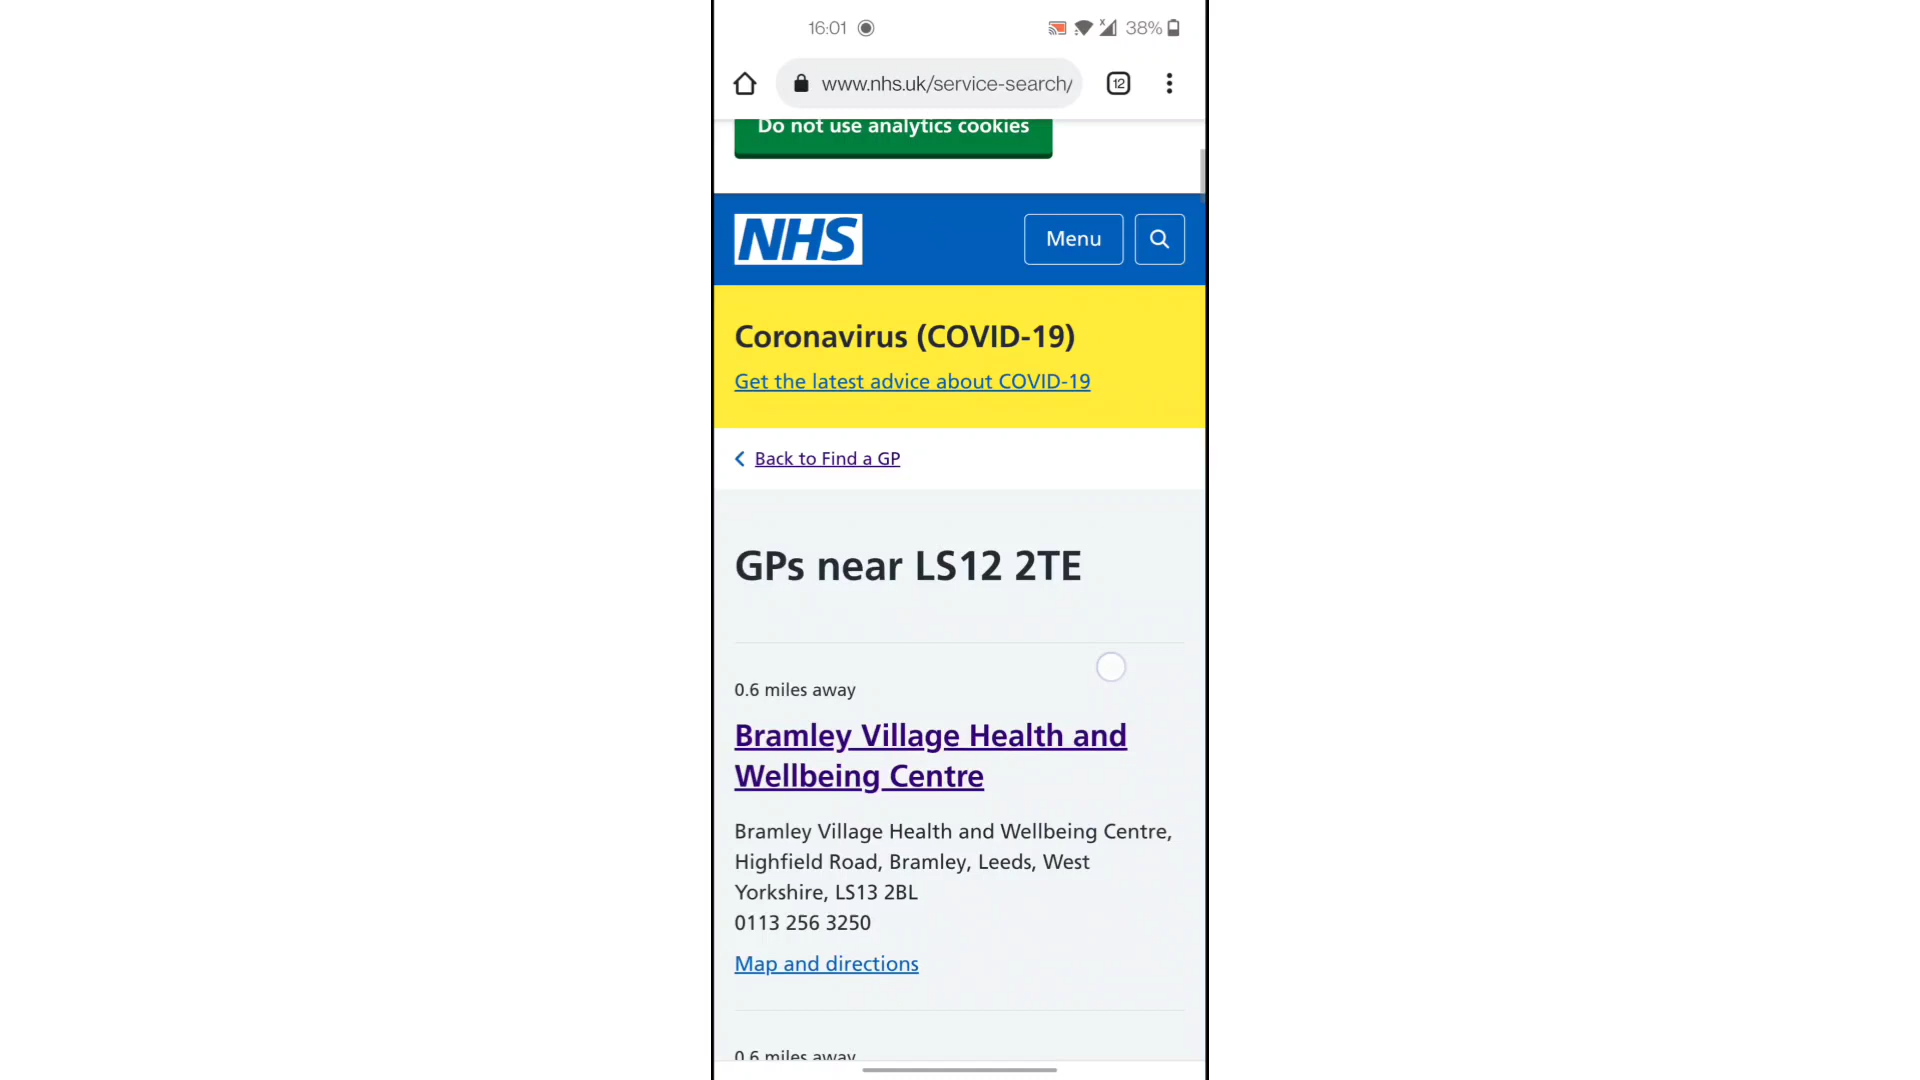 16:01
38%
www.nhs.uk/service-search/
12
Do not use analytics cookies
NHS
Menu
Coronavirus (COVID-19)
Get the latest advice about COVID-19
Back to Find a GP
GPs near LS12 2TE
0.6 miles away
Bramley Village Health and
Wellbeing Centre
Bramley Village Health and Wellbeing Centre,
Highfield Road, Bramley, Leeds, West
Yorkshire, LS13 2BL
0113 256 3250
Map and directions
0.6 miles away